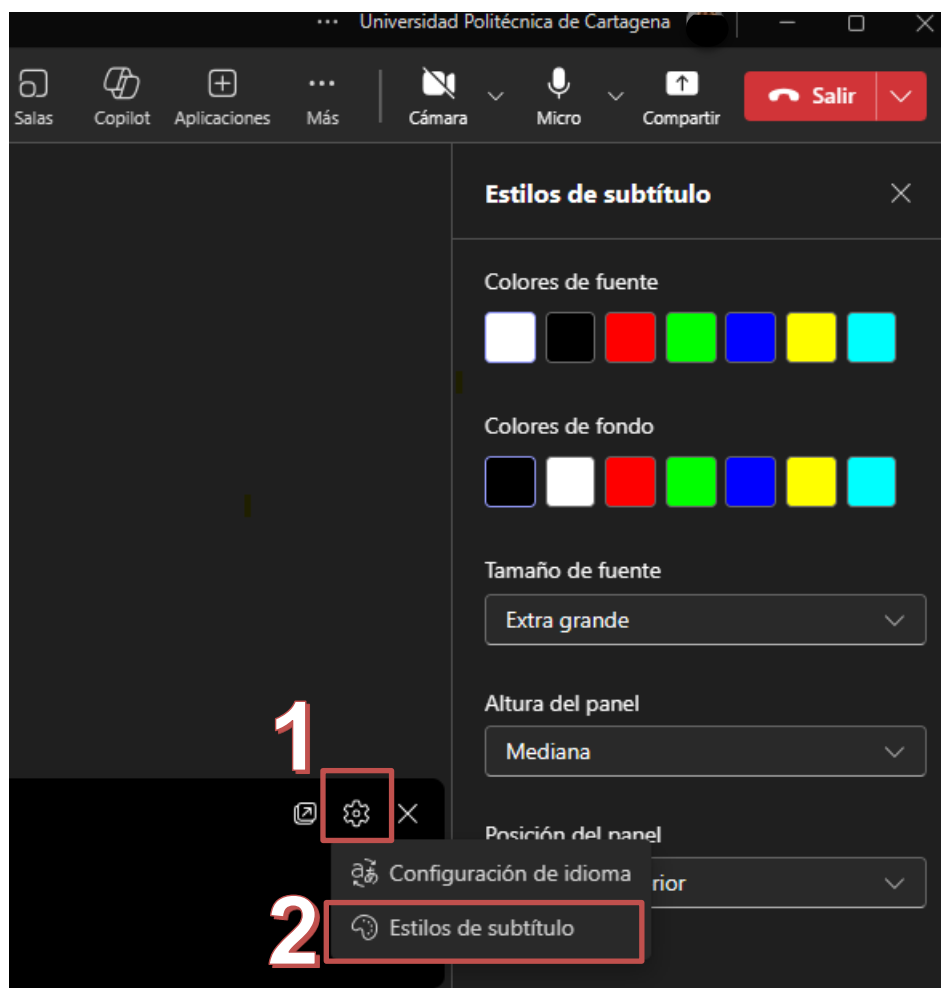 ··· Universidad Politécnica de Cartagena
Salas Copilot Aplicaciones Más Cámara Micro Compartir Salir
Estilos de subtítulo
Colores de fuente
Colores de fondo
Tamaño de fuente
Extra grande
Altura del panel
Mediana
1
Posición del panel
Configuración de idioma
rior
2 Estilos de subtítulo